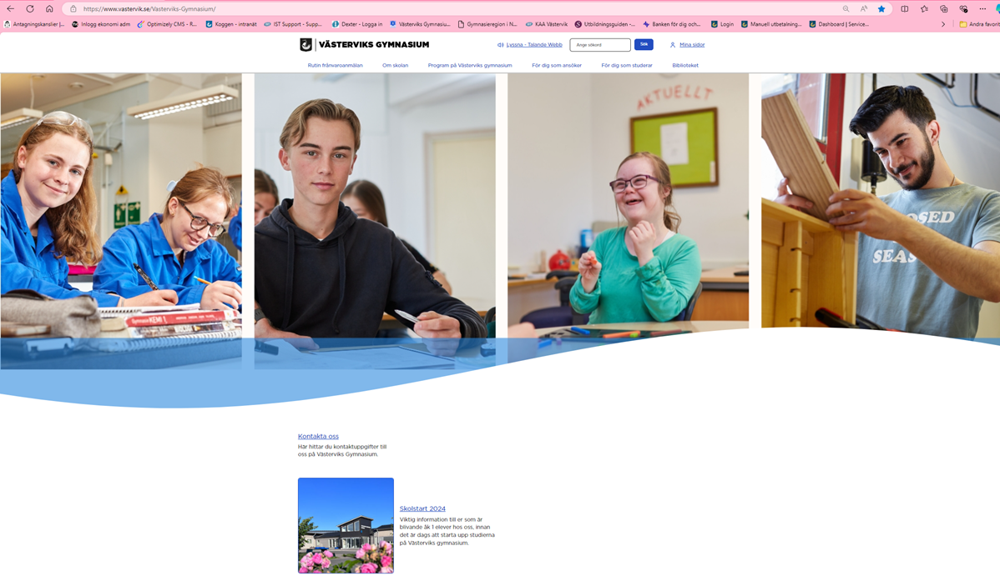 https://www.vastervik.se/Vasterviks-Gymnasium/
Antagningskanslier |...
Inlogg ekonomi adm
Optimizely CMS - R...
Koggen - intranät
IST Support - Supp...
Dexter - Logga in
Västerviks Gymnasiu...
Gymnasieregion i N...
KAA Västervik
Utbildningsguiden -...
Banken för dig och...
Login
Manuell utbetalning...
Dashboard | Service...
Andra favorit
VÄSTERVIKS GYMNASIUM
Lyssna - Talande Webb
Ange sökord
Sök
Mina sidor
Rutin frånvaroanmälan
Om skolan
Program på Västerviks gymnasium
För dig som ansöker
För dig som studerar
Biblioteket
AKTUELLT
KEMI 1
SEAS
Kontakta oss
Här hittar du kontaktuppgifter till
oss på Västerviks Gymnasium.
Skolstart 2024
Viktig information till er som är
blivande åk 1 elever hos oss, innan
det är dags att starta upp studierna
på Västerviks gymnasium.